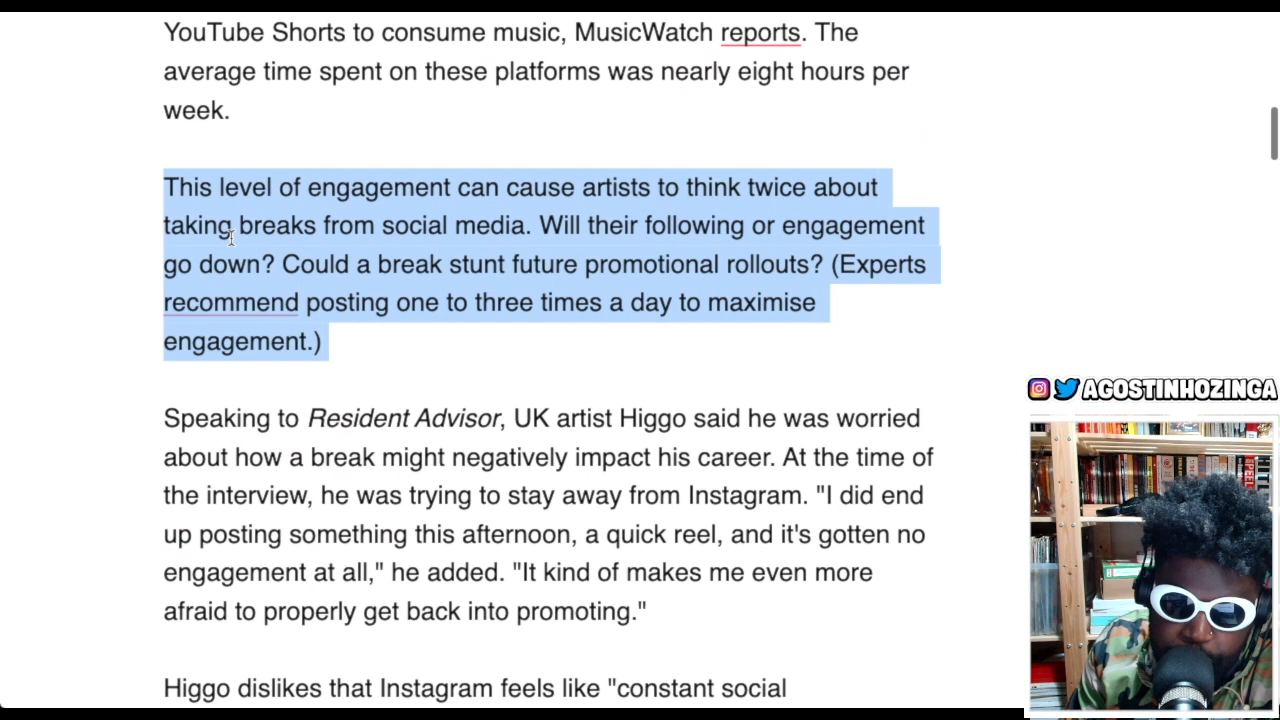 YouTube Shorts to consume music, MusicWatch reports. The
average time spent on these platforms was nearly eight hours per
week.
This level of engagement can cause artists to think twice about
taking breaks from social media. Will their following or engagement
go down? Could a break stunt future promotional rollouts? (Experts
recommend posting one to three times a day to maximise
engagement.)
AGOSTINHOZINGA
Speaking to Resident Advisor, UK artist Higgo said he was worried
about how a break might negatively impact his career. At the time of
the interview, he was trying to stay away from Instagram. "I did end
up posting something this afternoon, a quick reel, and it's gotten no
engagement at all," he added. "It kind of makes me even more
afraid to properly get back into promoting."
Higgo dislikes that Instagram feels like "constant social